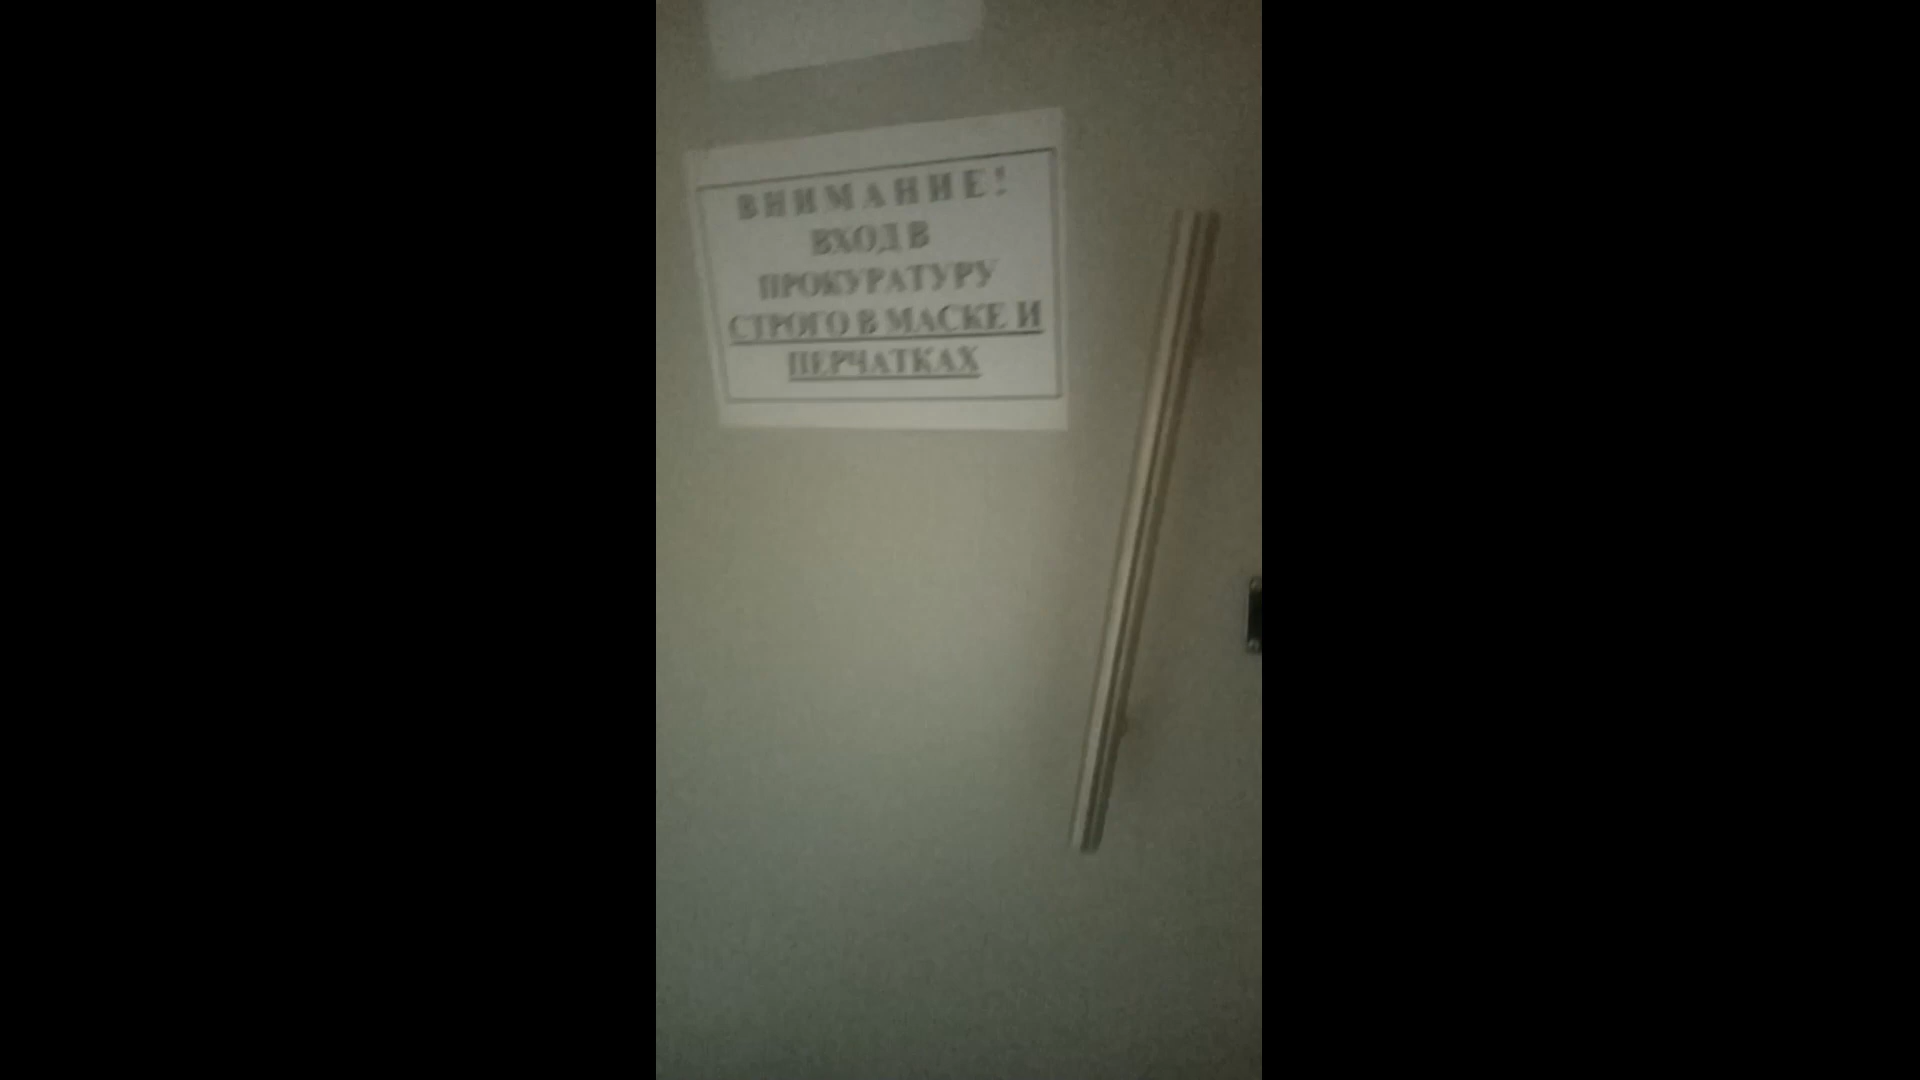 ВНИМАНИЕ!
ВХОД В
ПРОКУРАТУРУ
СТРОГО В МАСКЕ И
ПЕРЧАТКАХ